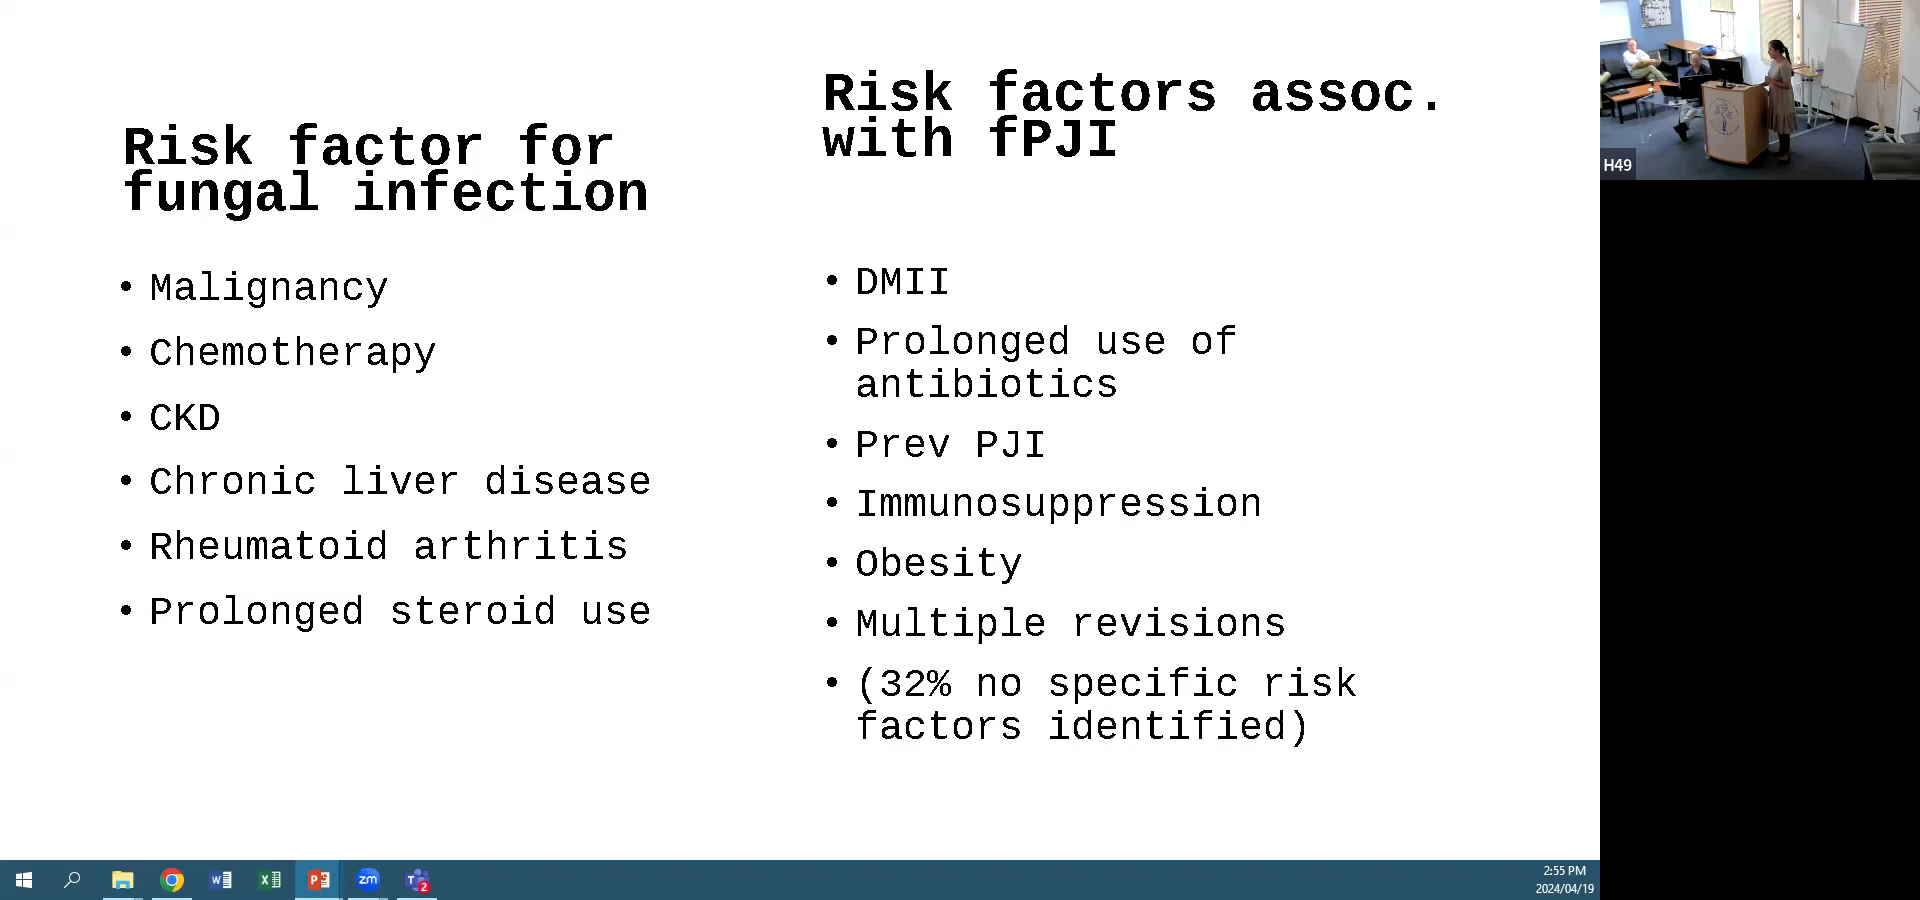 Risk factor for
fungal infection
• Malignancy
• Chemotherapy
• CKD
• Chronic liver disease
• Rheumatoid arthritis
• Prolonged steroid use
Risk factors assoc.
with fPJI
• DMII
• Prolonged use of
antibiotics
• Prev PJI
• Immunosuppression
• Obesity
• Multiple revisions
• (32% no specific risk
factors identified)
H49
zm
2
2:55 PM
2024/04/19